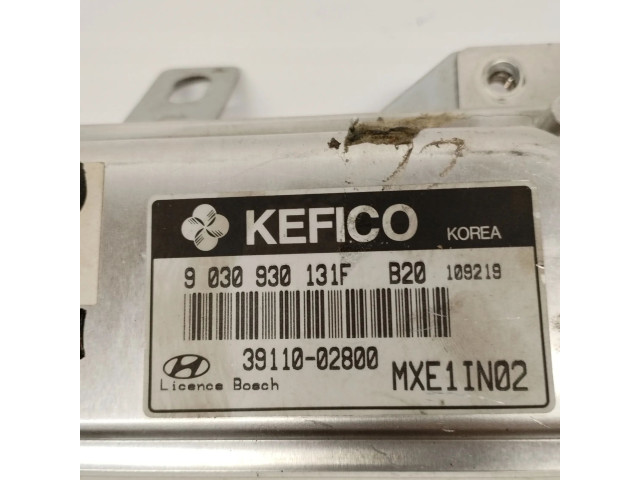 KEFICO KOREA
9 030 930 131F B20 109219
39110-02800
Licence Bosch MXE1IN02